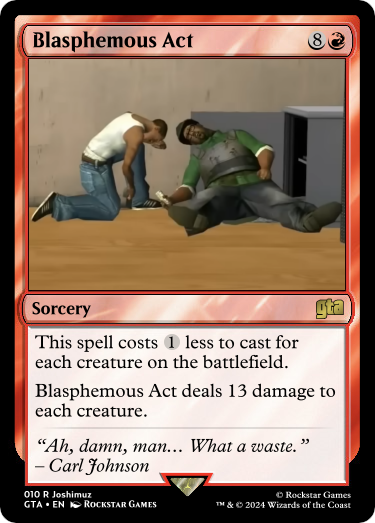 Blasphemous Act 8
Sorcery gta
This spell costs 1 less to cast for
each creature on the battlefield.
Blasphemous Act deals 13 damage to
each creature.
“Ah, damn, man... What a waste.”
– Carl Johnson
010 R Joshimuz
GTA • EN ROCKSTAR GAMES
© Rockstar Games
™ & © 2024 Wizards of the Coast
V